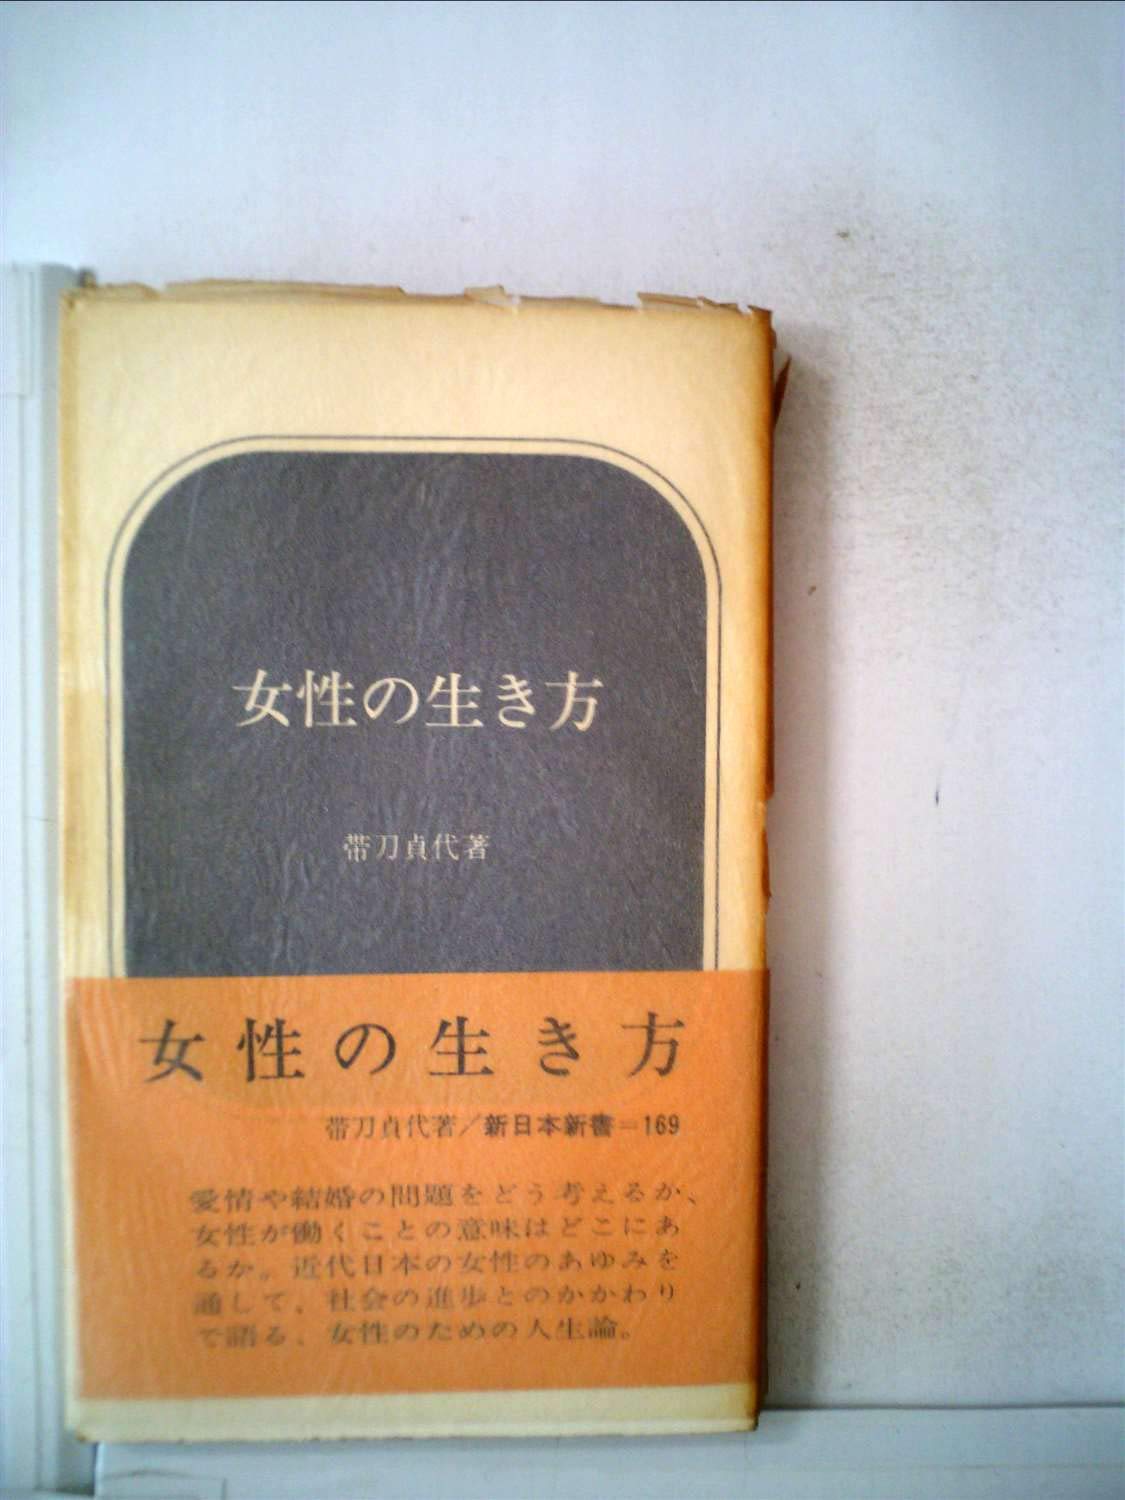 女性の生き方
帯刀貞代著
女性の生き方
帯刀貞代著／新日本新書＝169
愛情や結婚の問題をどう考えるか、
女性が働くことの意味はどこにあ
るか。近代日本の女性のあゆみを
通して、社会の進歩とのかかわり
で語る、女性のための人生論。